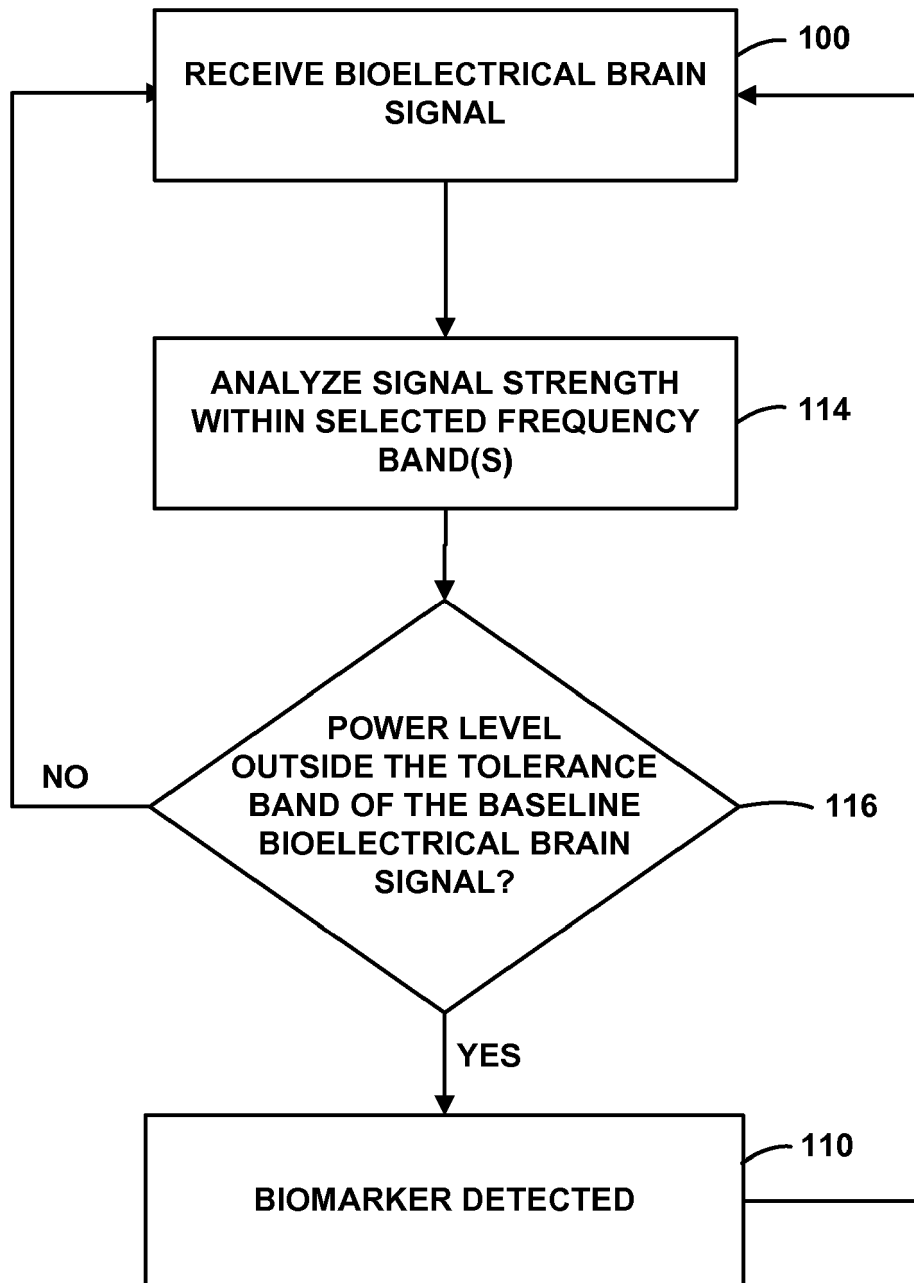 100
RECEIVE BIOELECTRICAL BRAIN
SIGNAL
ANALYZE SIGNAL STRENGTH
WITHIN SELECTED FREQUENCY
BAND(S)
114
POWER LEVEL
OUTSIDE THE TOLERANCE
BAND OF THE BASELINE
BIOELECTRICAL BRAIN
SIGNAL?
NO
116
YES
110
BIOMARKER DETECTED